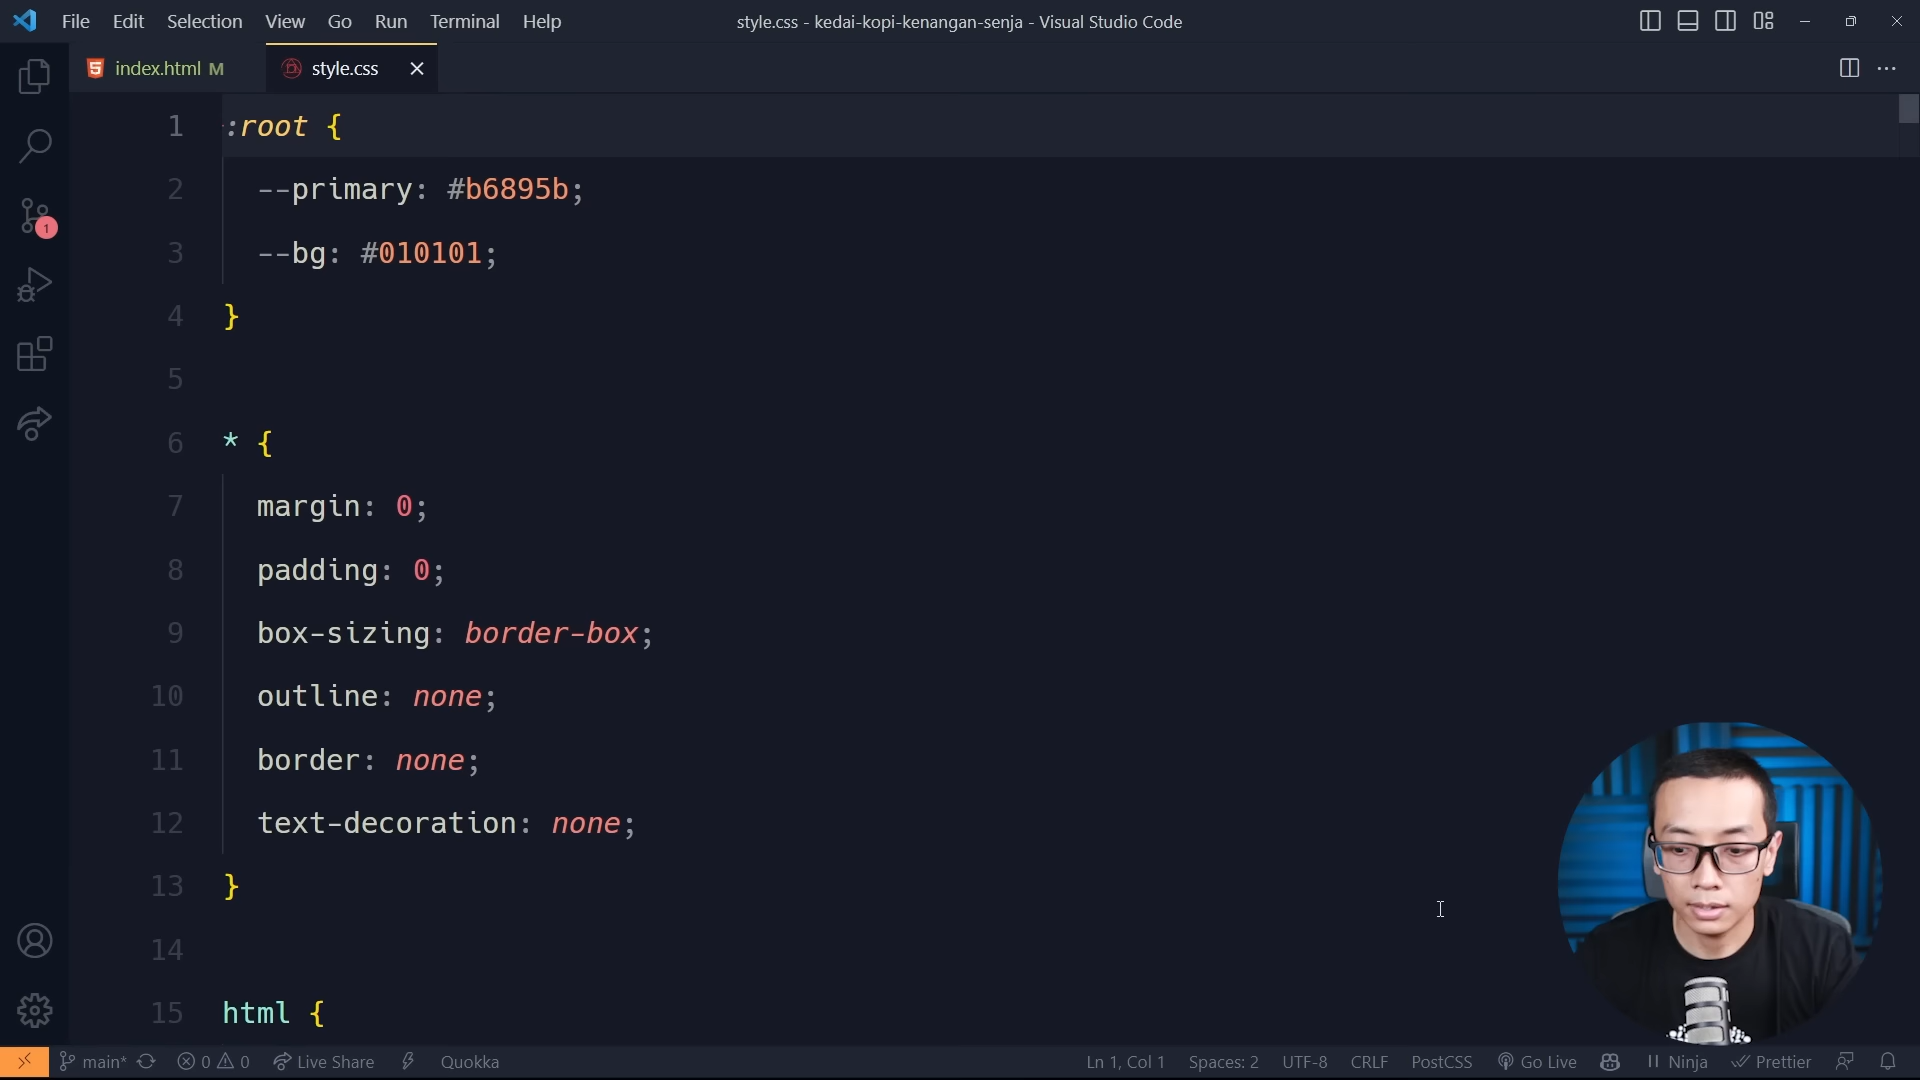 File Edit Selection View Go Run Terminal Help
style.css - kedai-kopi-kenangan-senja - Visual Studio Code
index.html M
style.css
1 :root {
2 --primary: #b6895b;
3 --bg: #010101;
4 }
5
6 * {
7 margin: 0;
8 padding: 0;
9 box-sizing: border-box;
10 outline: none;
11 border: none;
12 text-decoration: none;
13 }
14
15 html {
1
main* 0 0 Live Share Quokka Ln 1, Col 1 Spaces: 2 UTF-8 CRLF PostCSS Go Live Ninja Prettier